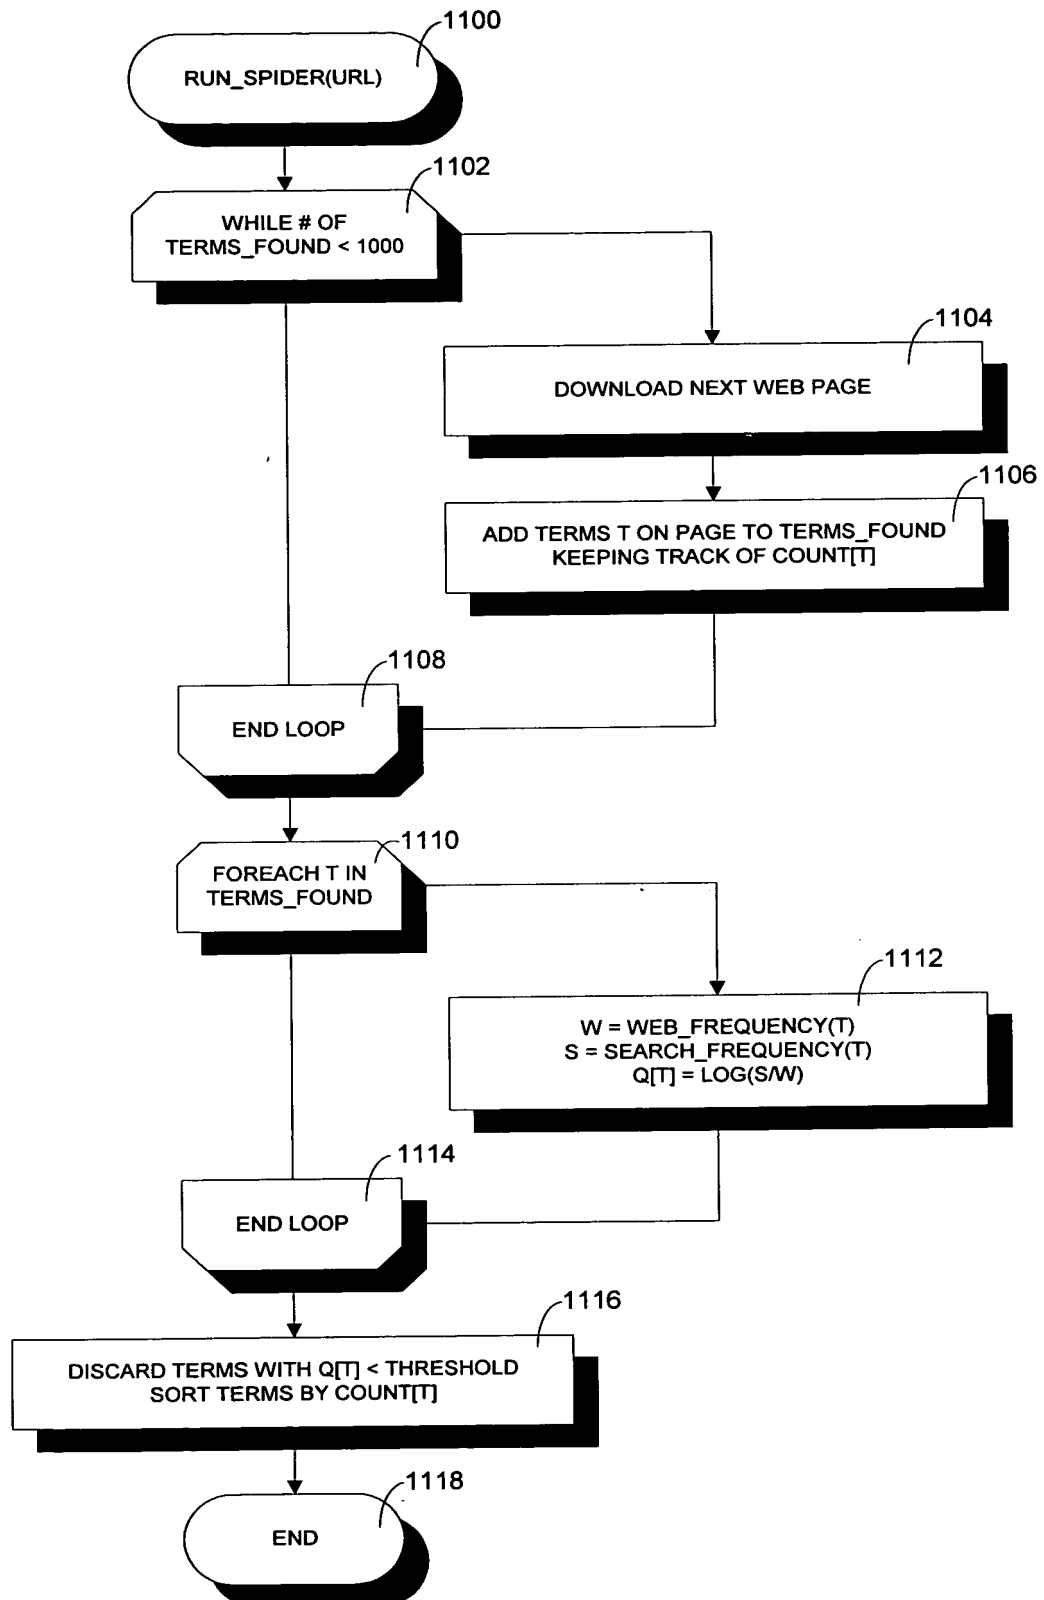 1100
RUN_SPIDER(URL)
1102
WHILE # OF
TERMS_FOUND < 1000
1104
DOWNLOAD NEXT WEB PAGE
1106
ADD TERMS T ON PAGE TO TERMS_FOUND
KEEPING TRACK OF COUNT[T]
1108
END LOOP
1110
FOREACH T IN
TERMS_FOUND
1112
W = WEB_FREQUENCY(T)
S = SEARCH_FREQUENCY(T)
Q[T] = LOG(S/W)
1114
END LOOP
1116
DISCARD TERMS WITH Q[T] < THRESHOLD
SORT TERMS BY COUNT[T]
1118
END